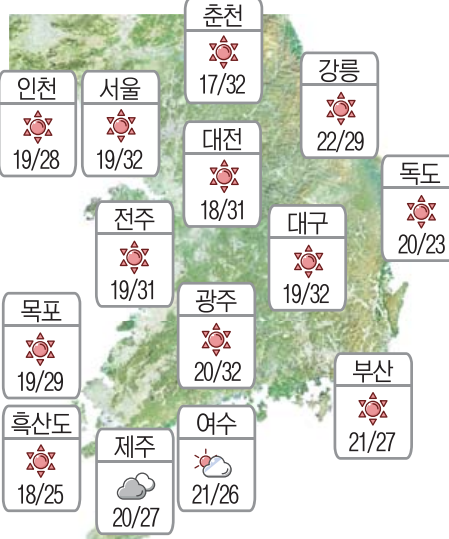 춘천
17/32
강릉
22/29
인천
19/28
서울
19/32
대전
18/31
독도
20/23
전주
19/31
대구
19/32
광주
20/32
목포
19/29
부산
21/27
흑산도
18/25
제주
20/27
여수
21/26